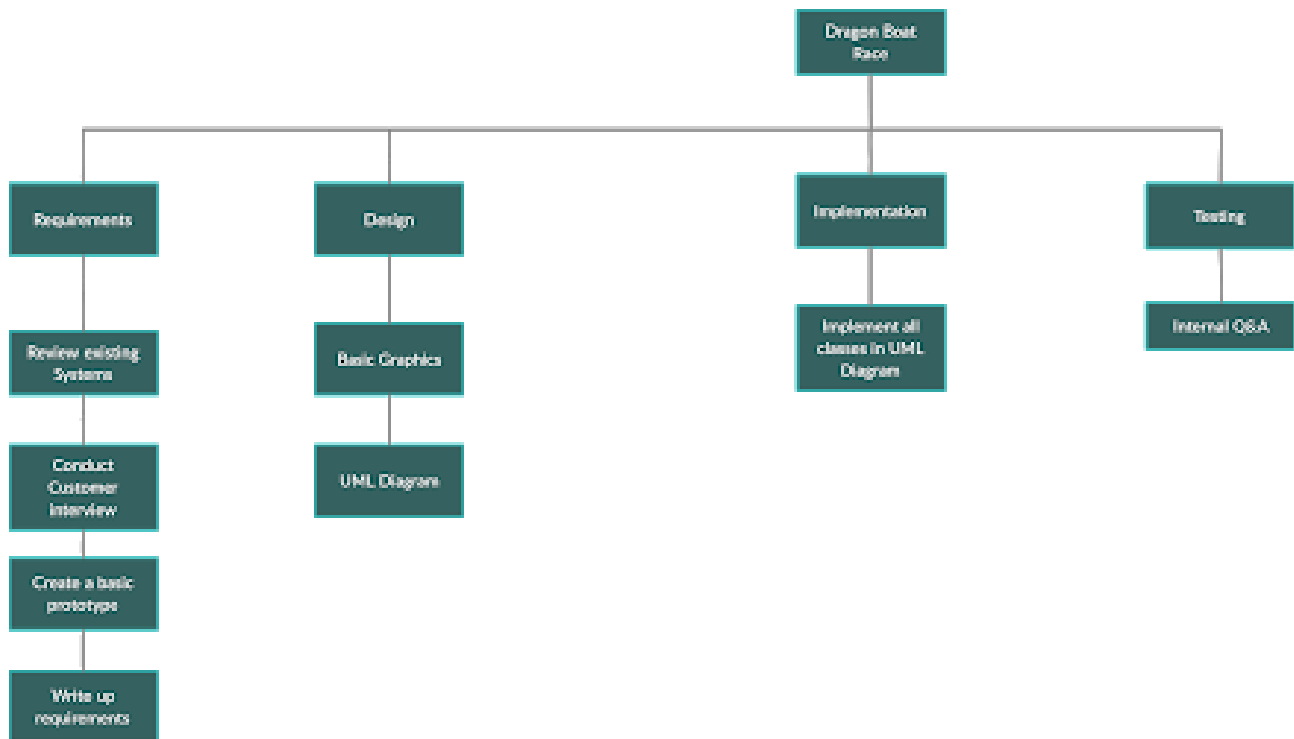 Dragon Boat
Race
Requirements
Design
Implementation
Testing
Review existing
Systems
Basic Graphics
Implement all
classes in UML
Diagram
Internal Q&A
Conduct
Customer
Interview
UML Diagram
Create a basic
prototype
Write up
requirements